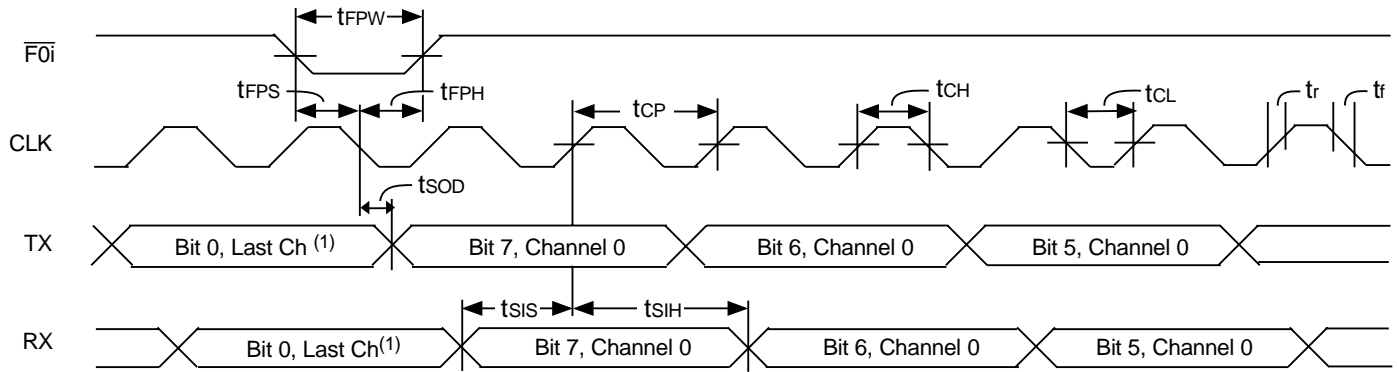 tFPW
F0i
tFPS
tFPH
tCP
tCH
tCL
tr
tf
CLK
tSOD
TX
Bit 0, Last Ch (1)
Bit 7, Channel 0
Bit 6, Channel 0
Bit 5, Channel 0
tSIS
tSIH
RX
Bit 0, Last Ch(1)
Bit 7, Channel 0
Bit 6, Channel 0
Bit 5, Channel 0